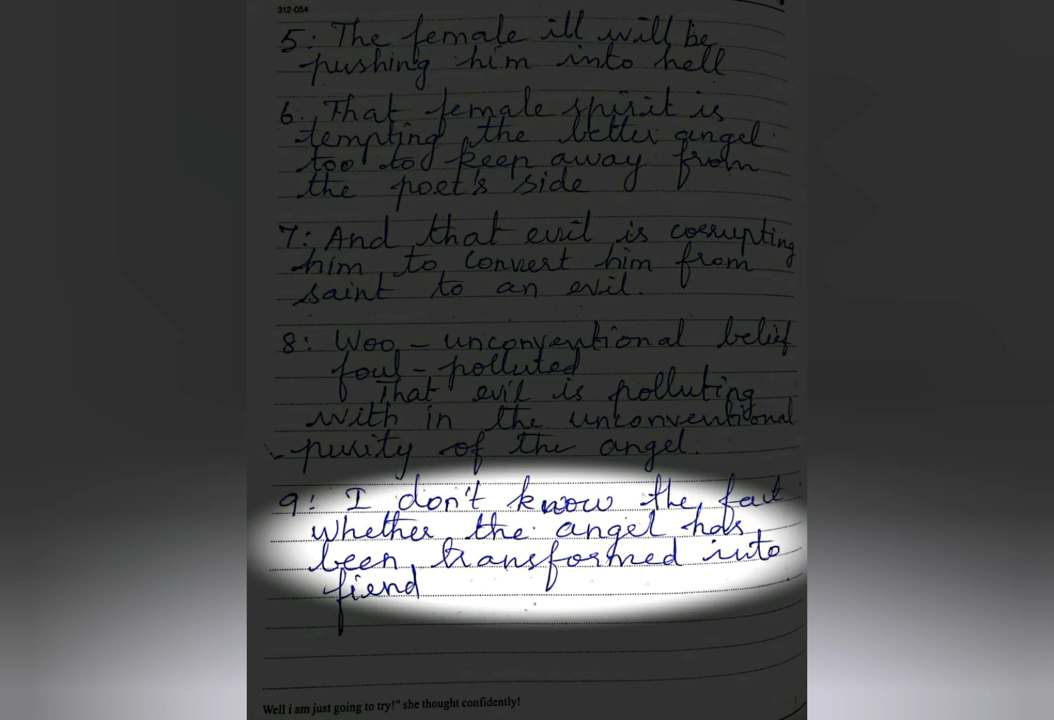 312-054
5: The female ill will be
pushing him into hell
6. That female spirit is
tempting the better angel
too to keep away from
the poet's side
7: And that evil is corrupting
him to convert him from
saint to an evil.
8: Woo - unconventional belief
foul - polluted
That evil is polluting
with in the unconventional
purity of the angel.
9: I don't know the fact
whether the angel has
been transformed into
fiend
Well i am just going to try!" she thought confidently!